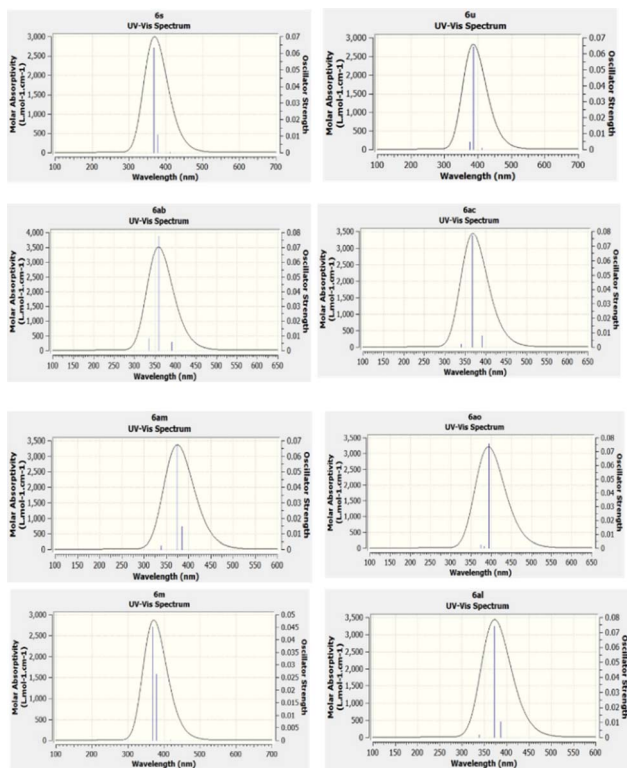 6s
UV-Vis Spectrum
Molar Absorptivity
(L.mol-1.cm-1)
3,000
2,500
2,000
1,500
1,000
500
0
0.07
0.06
0.05
0.04
0.03
0.02
0.01
0
Oscillator Strength
100 200 300 400 500 600 700
Wavelength (nm)
6u
UV-Vis Spectrum
Molar Absorptivity
(L.mol-1.cm-1)
3,000
2,500
2,000
1,500
1,000
500
0
0.07
0.06
0.05
0.04
0.03
0.02
0.01
0
Oscillator Strength
100 200 300 400 500 600 700
Wavelength (nm)
6ab
UV-Vis Spectrum
Molar Absorptivity
(L.mol-1.cm-1)
4,000
3,500
3,000
2,500
2,000
1,500
1,000
500
0
0.08
0.07
0.06
0.05
0.04
0.03
0.02
0.01
0
Oscillator Strength
100 150 200 250 300 350 400 450 500 550 600 650
Wavelength (nm)
6ac
UV-Vis Spectrum
Molar Absorptivity
(L.mol-1.cm-1)
3,500
3,000
2,500
2,000
1,500
1,000
500
0
0.08
0.07
0.06
0.05
0.04
0.03
0.02
0.01
0
Oscillator Strength
100 150 200 250 300 350 400 450 500 550 600 650
Wavelength (nm)
6am
UV-Vis Spectrum
Molar Absorptivity
(L.mol-1.cm-1)
3,500
3,000
2,500
2,000
1,500
1,000
500
0
0.07
0.06
0.05
0.04
0.03
0.02
0.01
0
Oscillator Strength
100 150 200 250 300 350 400 450 500 550 600
Wavelength (nm)
6ao
UV-Vis Spectrum
Molar Absorptivity
(L.mol-1.cm-1)
3,500
3,000
2,500
2,000
1,500
1,000
500
0
0.08
0.07
0.06
0.05
0.04
0.03
0.02
0.01
0
Oscillator Strength
100 150 200 250 300 350 400 450 500 550 600 650
Wavelength (nm)
6m
UV-Vis Spectrum
Molar Absorptivity
(L.mol-1.cm-1)
3,000
2,500
2,000
1,500
1,000
500
0
0.05
0.045
0.04
0.035
0.03
0.025
0.02
0.015
0.01
0.005
0
Oscillator Strength
100 200 300 400 500 600 700
Wavelength (nm)
6al
UV-Vis Spectrum
Molar Absorptivity
(L.mol-1.cm-1)
3,500
3,000
2,500
2,000
1,500
1,000
500
0
0.08
0.07
0.06
0.05
0.04
0.03
0.02
0.01
0
Oscillator Strength
100 150 200 250 300 350 400 450 500 550 600
Wavelength (nm)